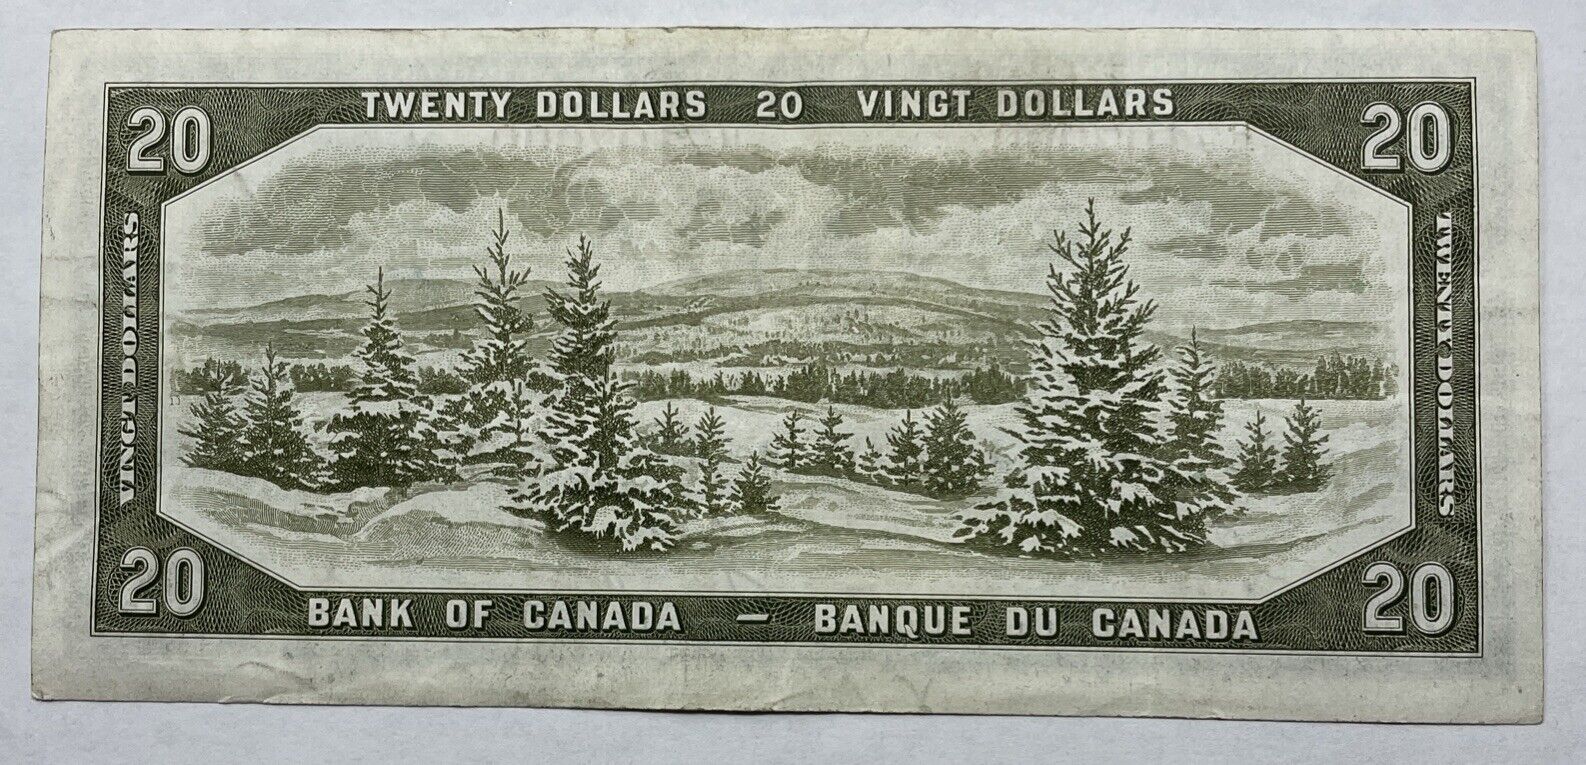 TWENTY DOLLARS 20 VINGT DOLLARS
20
20
VINGT DOLLARS
TWENTY DOLLARS
20
20
BANK OF CANADA — BANQUE DU CANADA